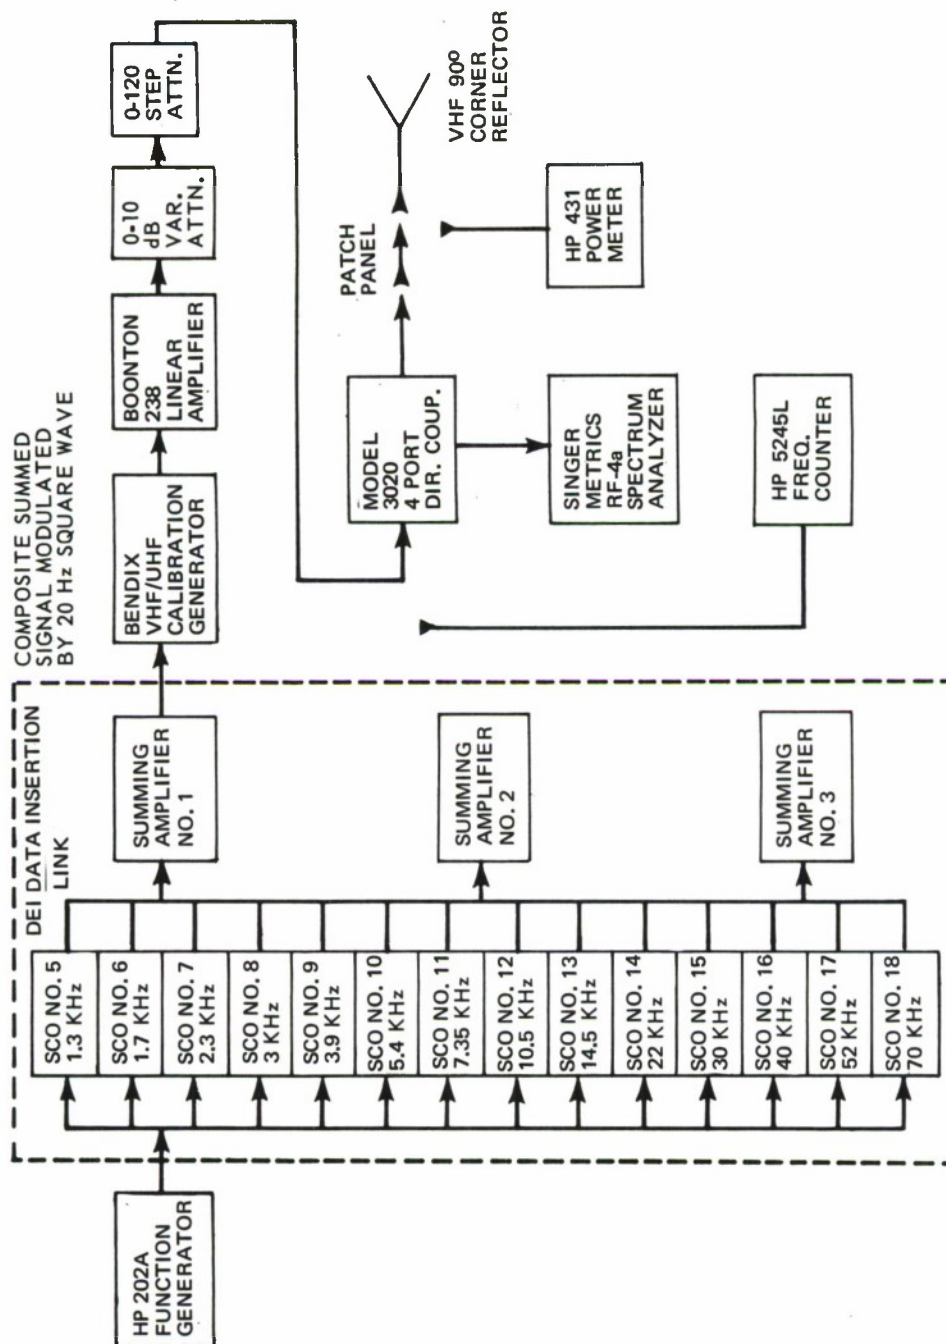 HP 202A
FUNCTION
GENERATOR
DEI DATA INSERTION
LINK
SCO NO. 5
1.3 KHz
SCO NO. 6
1.7 KHz
SCO NO. 7
2.3 KHz
SCO NO. 8
3 KHz
SCO NO. 9
3.9 KHz
SCO NO. 10
5.4 KHz
SCO NO. 11
7.35 KHz
SCO NO. 12
10.5 KHz
SCO NO. 13
14.5 KHz
SCO NO. 14
22 KHz
SCO NO. 15
30 KHz
SCO NO. 16
40 KHz
SCO NO. 17
52 KHz
SCO NO. 18
70 KHz
SUMMING
AMPLIFIER
NO. 1
SUMMING
AMPLIFIER
NO. 2
SUMMING
AMPLIFIER
NO. 3
COMPOSITE SUMMED
SIGNAL MODULATED
BY 20 Hz SQUARE WAVE
BENDIX
VHF/UHF
CALIBRATION
GENERATOR
BOONTON
238
LINEAR
AMPLIFIER
0-10
dB
VAR.
ATTN.
0-120
STEP
ATTN.
MODEL
3020
4 PORT
DIR. COUP.
PATCH
PANEL
VHF 90º
CORNER
REFLECTOR
SINGER
METRICS
RF-4a
SPECTRUM
ANALYZER
HP 431
POWER
METER
HP 5245L
FREQ.
COUNTER